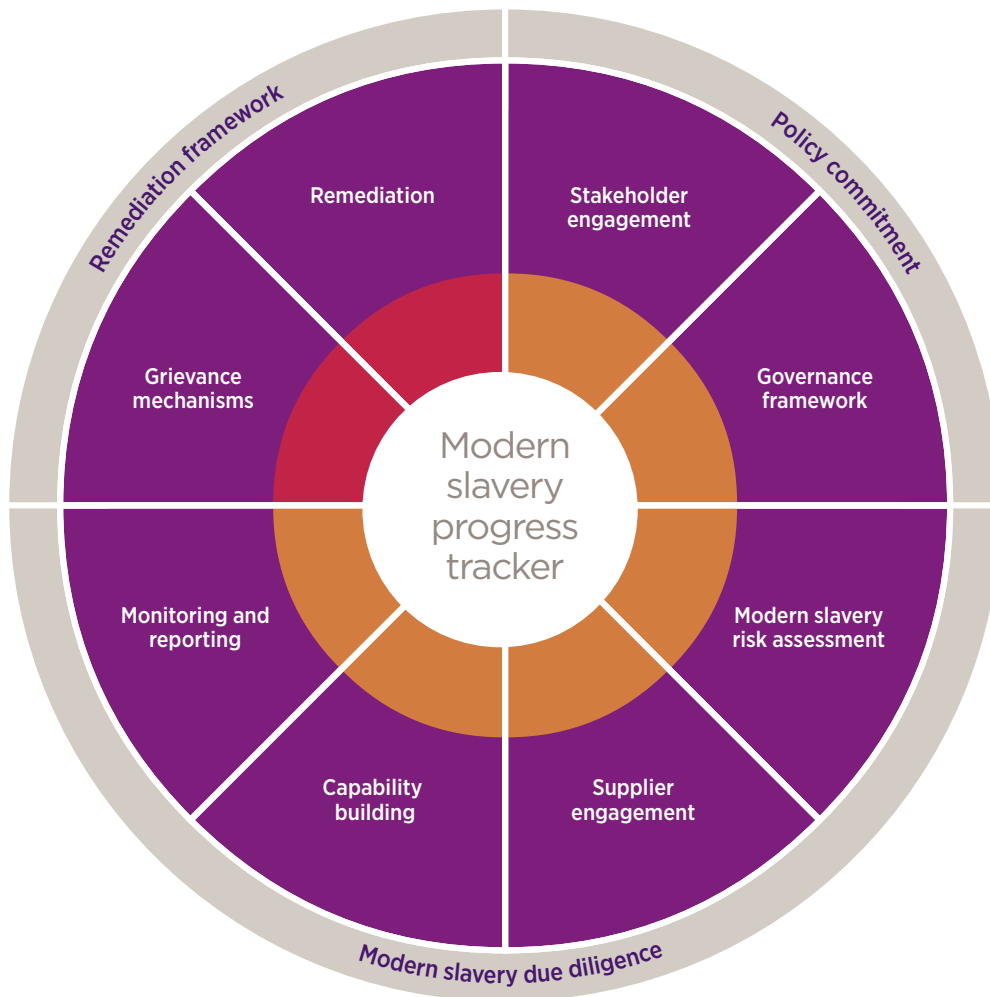 Remediation framework
Policy commitment
Remediation
Stakeholder
engagement
Grievance
mechanisms
Governance
framework
Modern
slavery
progress
tracker
Monitoring and
reporting
Modern slavery
risk assessment
Capability
building
Supplier
engagement
Modern slavery due diligence